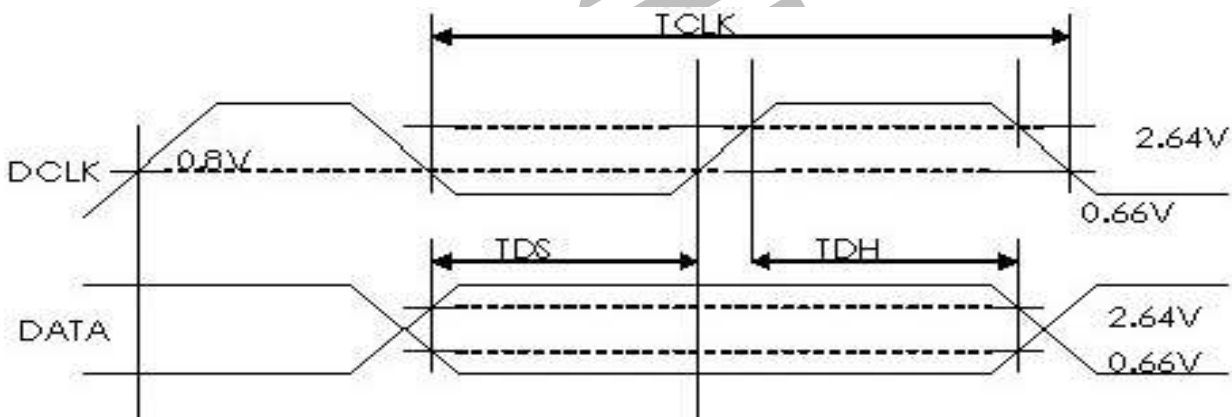 TCLK
2.64V
DCLK
0.8V
0.66V
TDS
TDH
DATA
2.64V
0.66V